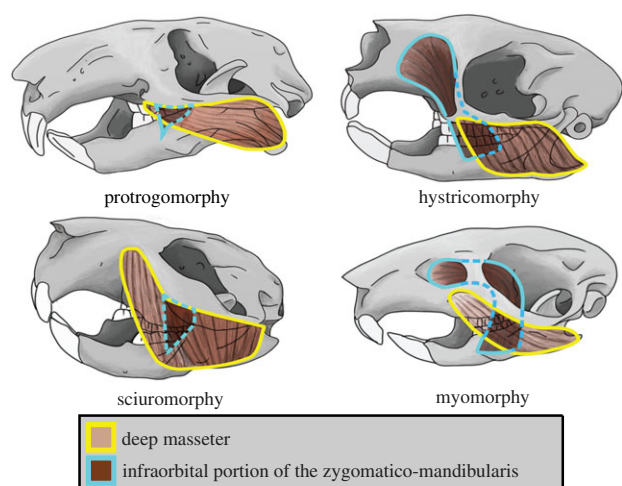 protrogomorphy
hystricomorphy
sciuromorphy
myomorphy
deep masseter
infraorbital portion of the zygomatico-mandibularis